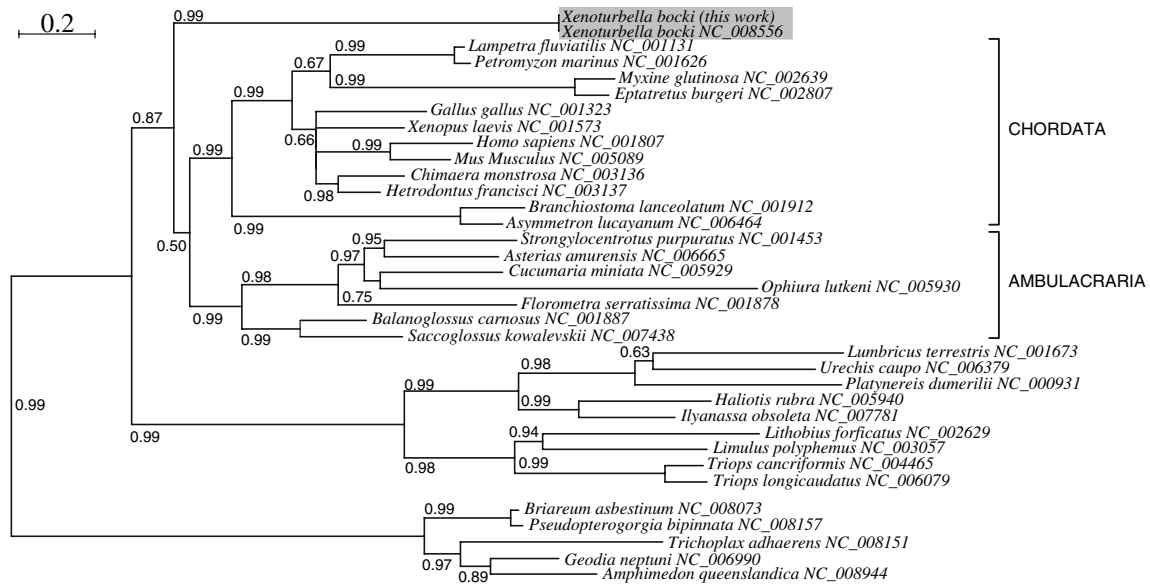 0.2
0.99
Xenoturbella bocki (this work)
Xenoturbella bocki NC_008556
Lampetra fluviatilis NC_001131
0.99
Petromyzon marinus NC_001626
0.67
Myxine glutinosa NC_002639
0.99
Eptatretus burgeri NC_002807
0.99
Gallus gallus NC_001323
0.87
Xenopus laevis NC_001573
CHORDATA
0.66
Homo sapiens NC_001807
0.99
0.99
Mus Musculus NC_005089
Chimaera monstrosa NC_003136
0.98
Hetrodontus francisci NC_003137
Branchiostoma lanceolatum NC_001912
0.99
Asymmetron lucayanum NC_006464
0.50
0.95
Strongylocentrotus purpuratus NC_001453
0.97
Asterias amurensis NC_006665
Cucumaria miniata NC_005929
0.98
AMBULACRARIA
Ophiura lutkeni NC_005930
0.75
Florometra serratissima NC_001878
0.99
Balanoglossus carnosus NC_001887
0.99
Saccoglossus kowalevskii NC_007438
0.63
Lumbricus terrestris NC_001673
0.98
Urechis caupo NC_006379
0.99
Platynereis dumerilii NC_000931
0.99
Haliotis rubra NC_005940
0.99
Ilyanassa obsoleta NC_007781
0.99
0.94
Lithobius forficatus NC_002629
Limulus polyphemus NC_003057
0.98
0.99
Triops cancriformis NC_004465
Triops longicaudatus NC_006079
0.99
Briareum asbestinum NC_008073
Pseudopterogorgia bipinnata NC_008157
Trichoplax adhaerens NC_008151
0.97
Geodia neptuni NC_006990
0.89
Amphimedon queenslandica NC_008944